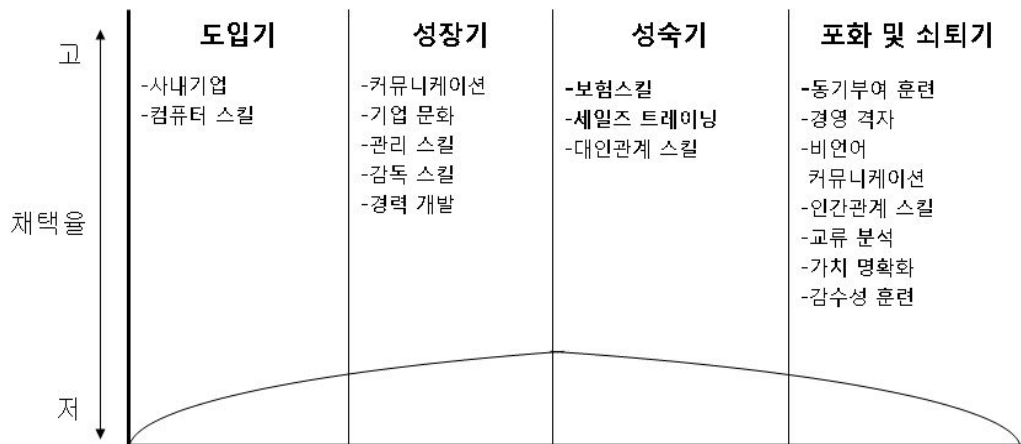 고
채택율
저
도입기
-사내기업
-컴퓨터 스킬
성장기
-커뮤니케이션
-기업 문화
-관리 스킬
-감독 스킬
-경력 개발
성숙기
-보험스킬
-세일즈 트레이닝
-대인관계 스킬
포화 및 쇠퇴기
-동기부여 훈련
-경영 격자
-비언어
커뮤니케이션
-인간관계 스킬
-교류 분석
-가치 명확화
-감수성 훈련